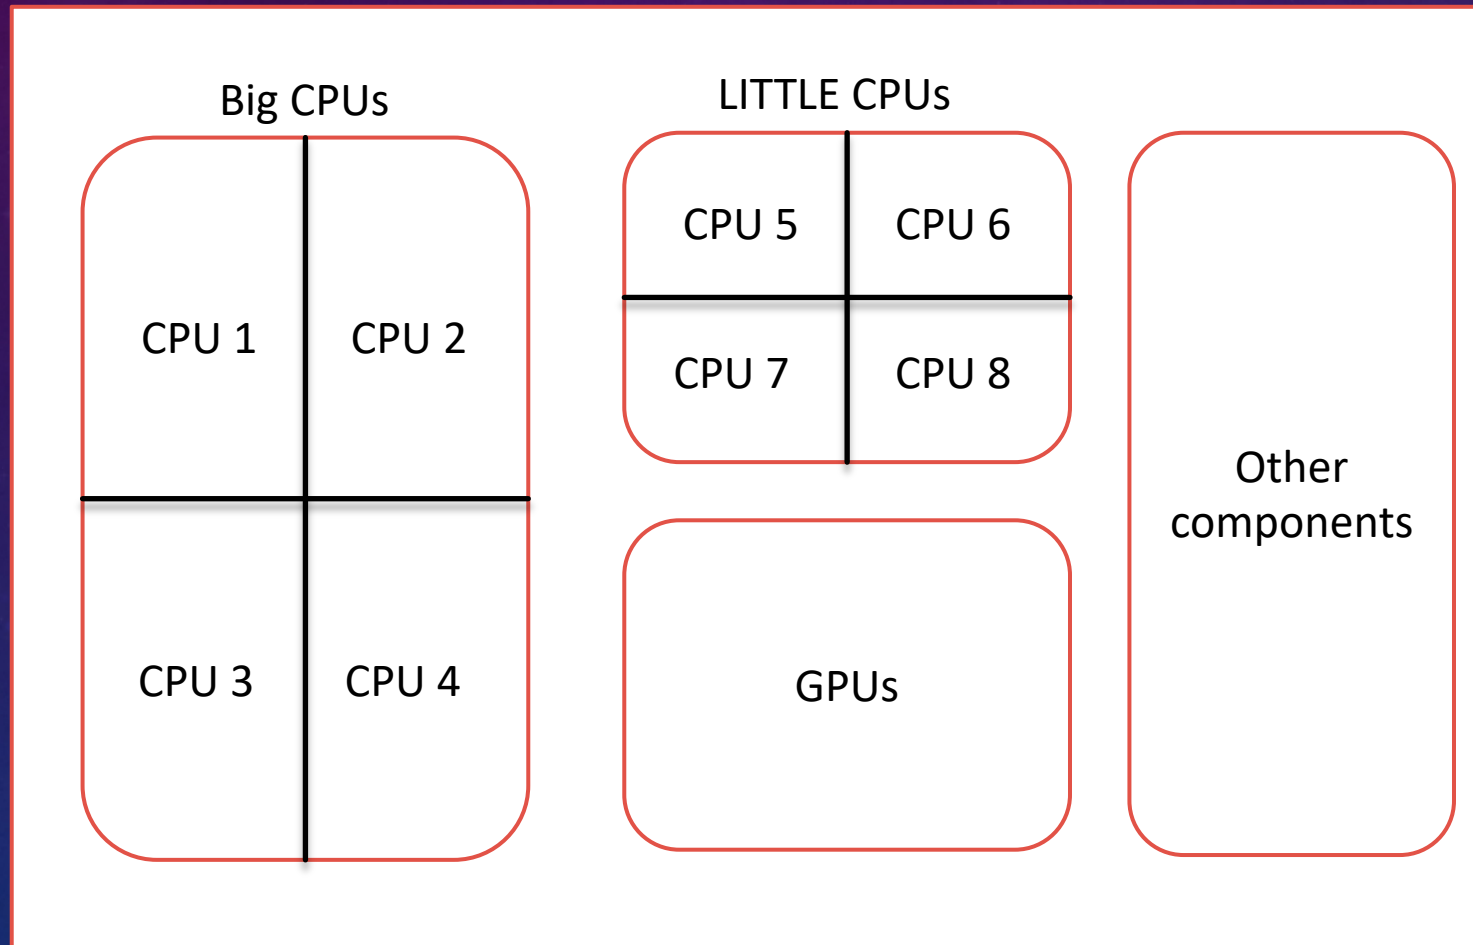 Big CPUs
CPU 1
CPU 2
CPU 3
CPU 4
LITTLE CPUs
CPU 5
CPU 6
CPU 7
CPU 8
GPUs
Other
components